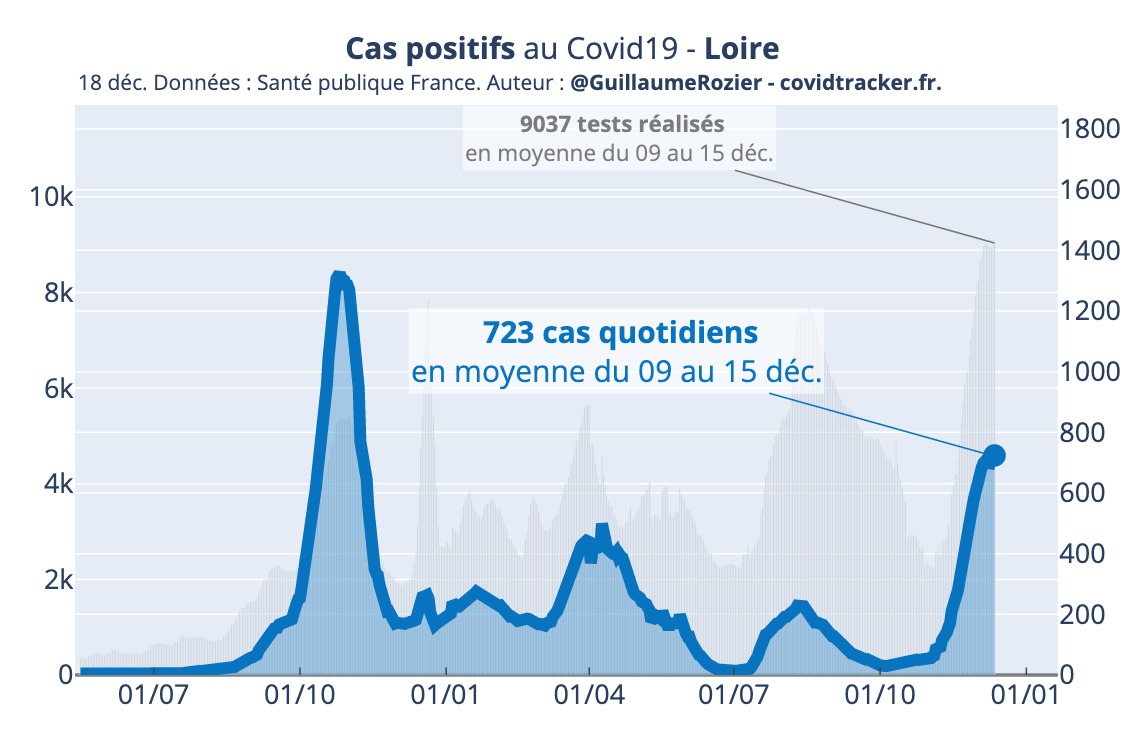 Cas positifs au Covid19 - Loire
18 déc. Données : Santé publique France. Auteur : @GuillaumeRozier - covidtracker.fr.
9037 tests réalisés
en moyenne du 09 au 15 déc.
723 cas quotidiens
en moyenne du 09 au 15 déc.
10k
8k
6k
4k
2k
0
1800
1600
1400
1200
1000
800
600
400
200
0
01/07
01/10
01/01
01/04
01/07
01/10
01/01